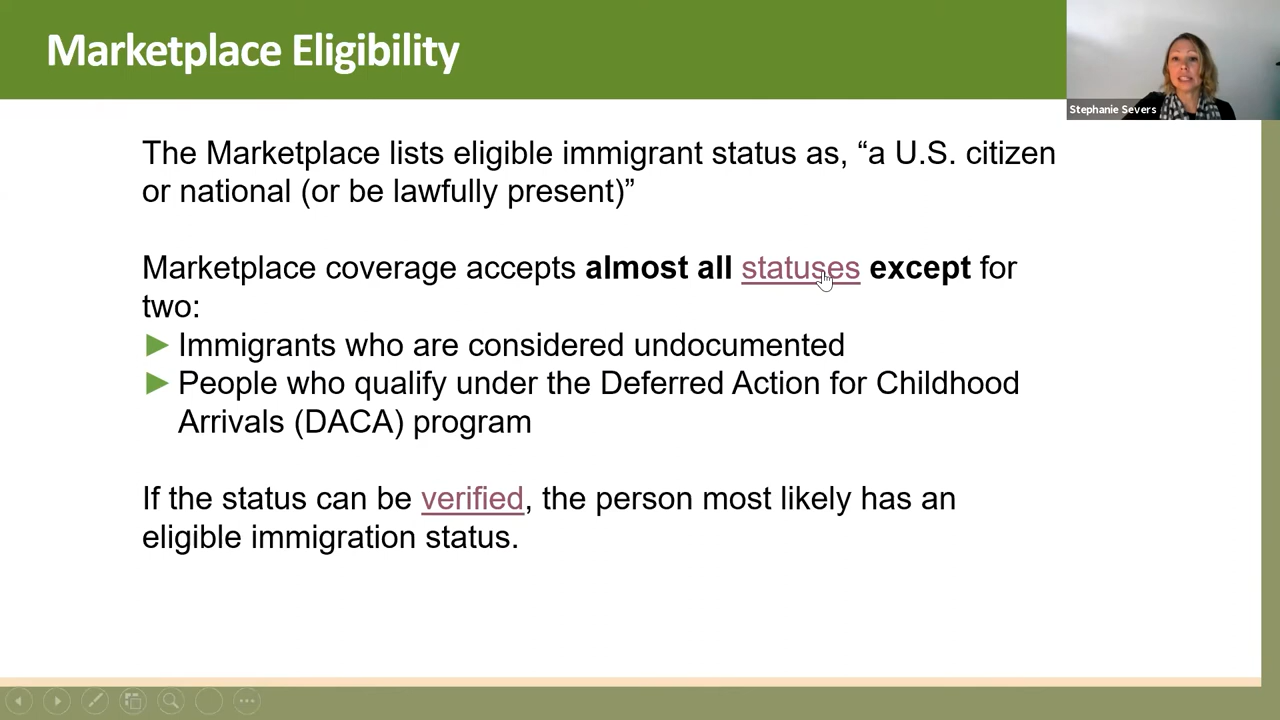 Marketplace Eligibility
Stephanie Severs
The Marketplace lists eligible immigrant status as, “a U.S. citizen
or national (or be lawfully present)”
Marketplace coverage accepts almost all statuses except for
two:
Immigrants who are considered undocumented
People who qualify under the Deferred Action for Childhood
Arrivals (DACA) program
If the status can be verified, the person most likely has an
eligible immigration status.